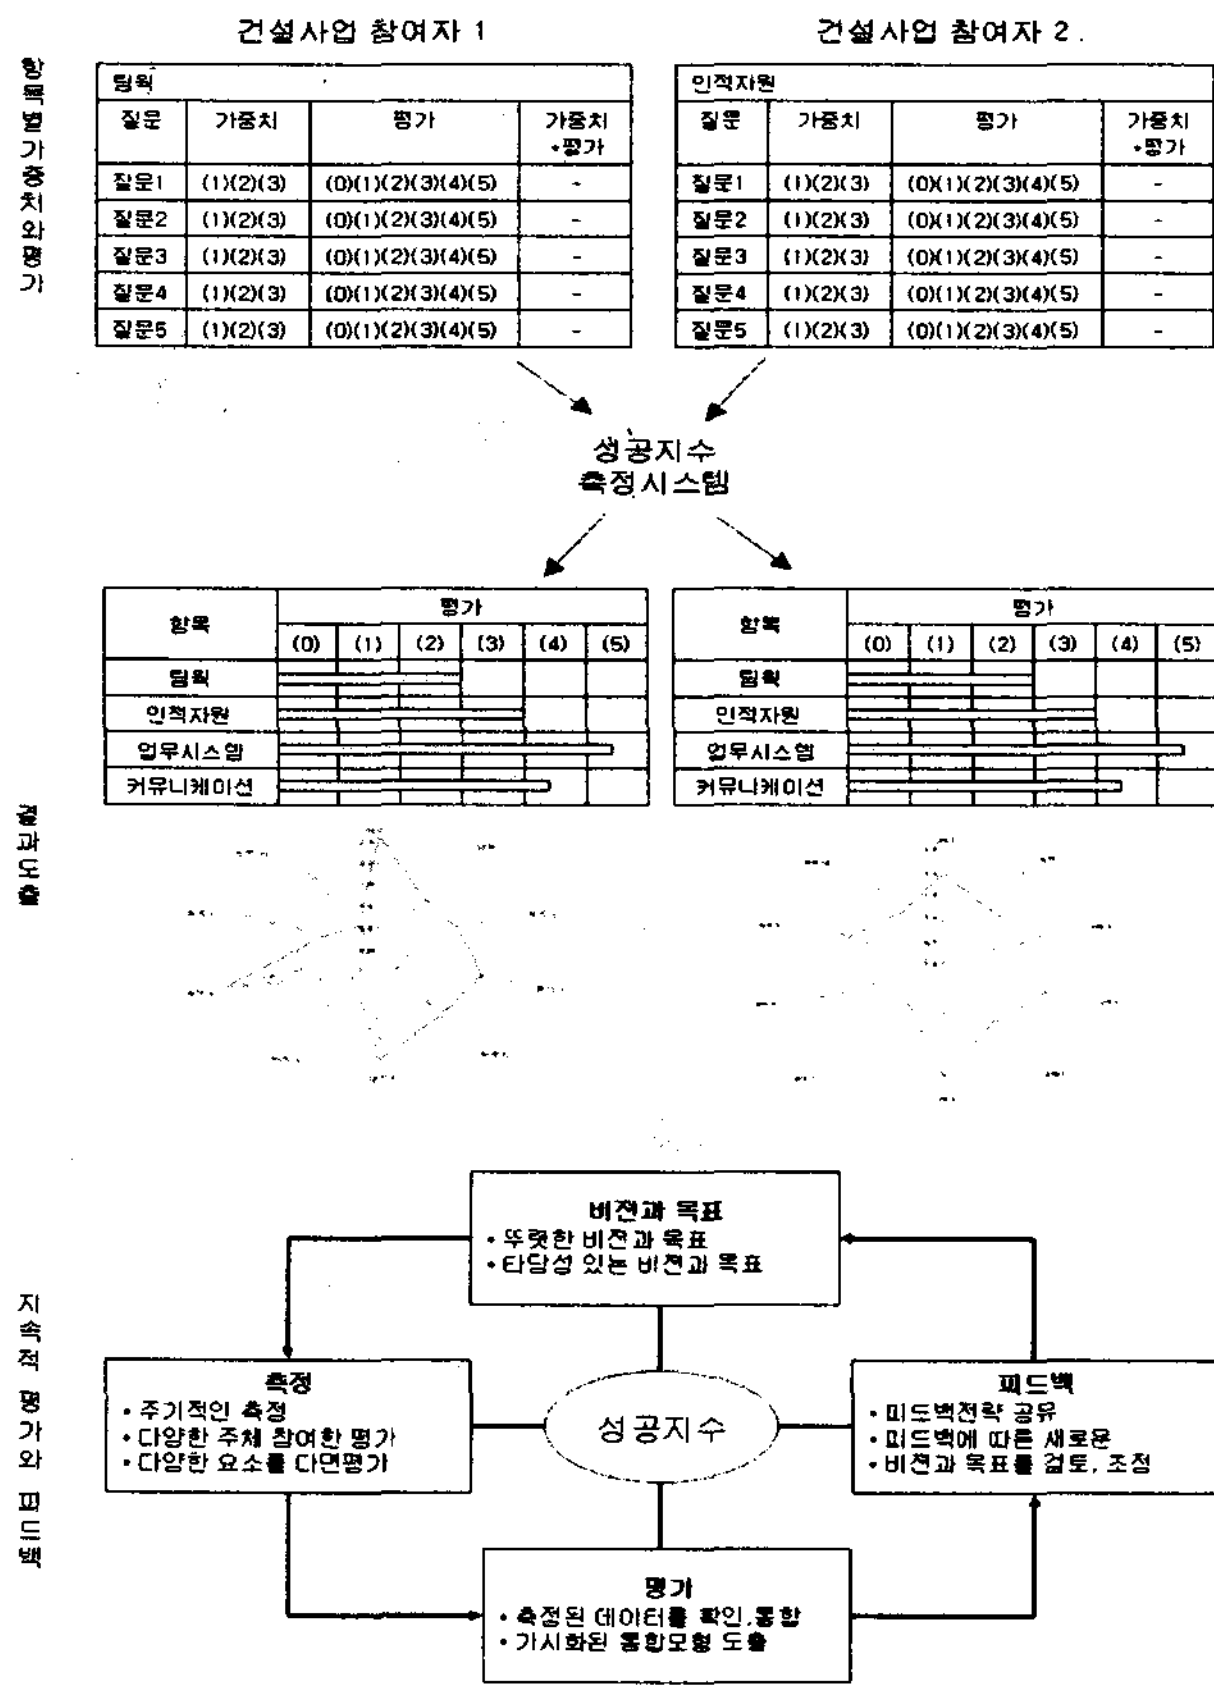 건설사업 참여자 1
건설사업 참여자 2
항목별 가중치와 평가
팀웍
질문 가중치 평가 가중치*평가
질문1 (1)(2)(3) (0)(1)(2)(3)(4)(5) -
질문2 (1)(2)(3) (0)(1)(2)(3)(4)(5) -
질문3 (1)(2)(3) (0)(1)(2)(3)(4)(5) -
질문4 (1)(2)(3) (0)(1)(2)(3)(4)(5) -
질문5 (1)(2)(3) (0)(1)(2)(3)(4)(5) -
인적자원
질문 가중치 평가 가중치*평가
질문1 (1)(2)(3) (0)(1)(2)(3)(4)(5) -
질문2 (1)(2)(3) (0)(1)(2)(3)(4)(5) -
질문3 (1)(2)(3) (0)(1)(2)(3)(4)(5) -
질문4 (1)(2)(3) (0)(1)(2)(3)(4)(5) -
질문5 (1)(2)(3) (0)(1)(2)(3)(4)(5) -
성공지수
측정시스템
결과도출
항목 평가
(0) (1) (2) (3) (4) (5)
팀웍
인적자원
업무시스템
커뮤니케이션
항목 평가
(0) (1) (2) (3) (4) (5)
팀웍
인적자원
업무시스템
커뮤니케이션
지속적 평가와 피드백
비전과 목표
• 뚜렷한 비전과 목표
• 타당성 있는 비전과 목표
측정
• 주기적인 측정
• 다양한 주체 참여한 평가
• 다양한 요소를 다면평가
성공지수
피드백
• 피드백전략 공유
• 피드백에 따른 새로운
• 비전과 목표를 검토, 조정
평가
• 측정된 데이터를 확인, 통합
• 가시화된 통합모형 도출